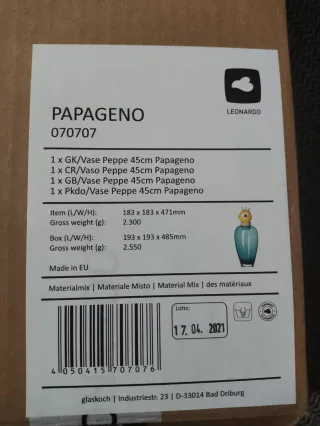 LEONARDO
PAPAGENO
070707
1 x GK/Vase Peppe 45cm Papageno
1 x CR/Vaso Peppe 45cm Papageno
1 x GB/Vase Peppe 45cm Papageno
1 x Pkdo/Vase Peppe 45cm Papageno
Item (L/W/H): 183 x 183 x 471mm
Gross weight (g): 2.300
Box (L/W/H): 193 x 193 x 485mm
Gross weight (g): 2.550
Made in EU
Materialmix | Materiale Misto | Material Mix | des matériaux
Lotto:
17. 04. 2021
4 050415 707076
glaskoch | Industriestr. 23 | D-33014 Bad Driburg